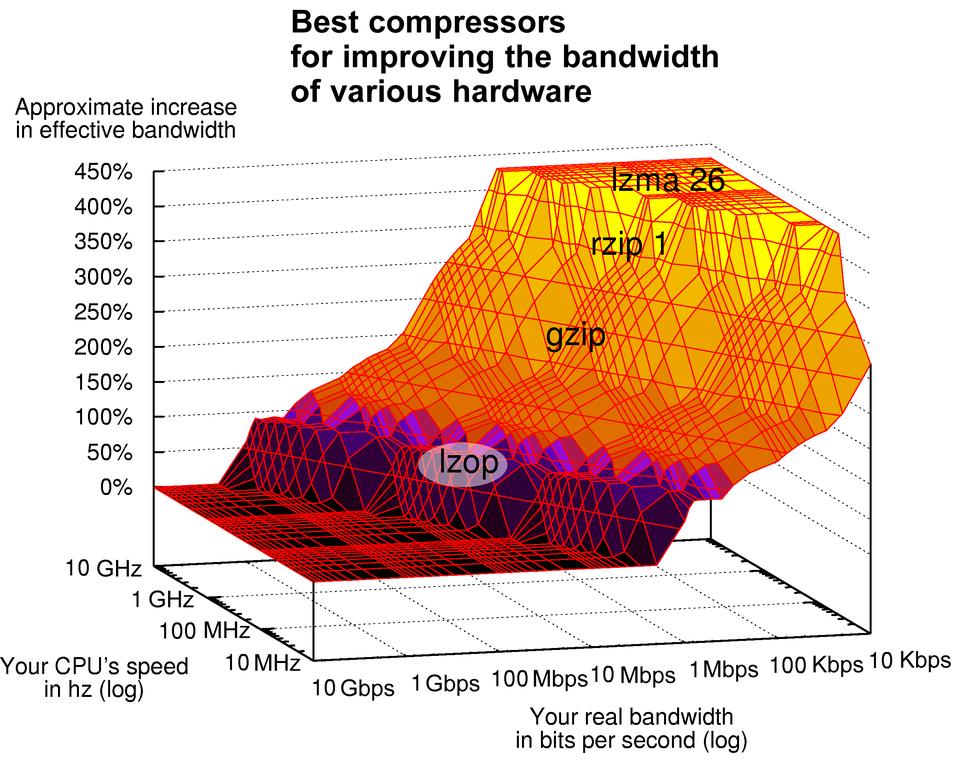 Best compressors
for improving the bandwidth
of various hardware
Approximate increase
in effective bandwidth
450%
400%
350%
300%
250%
200%
150%
100%
50%
0%
lzma 26
rzip 1
gzip
lzop
10 GHz
1 GHz
100 MHz
10 MHz
Your CPU's speed
in hz (log)
10 Gbps
1 Gbps
100 Mbps
10 Mbps
1 Mbps
100 Kbps
10 Kbps
Your real bandwidth
in bits per second (log)